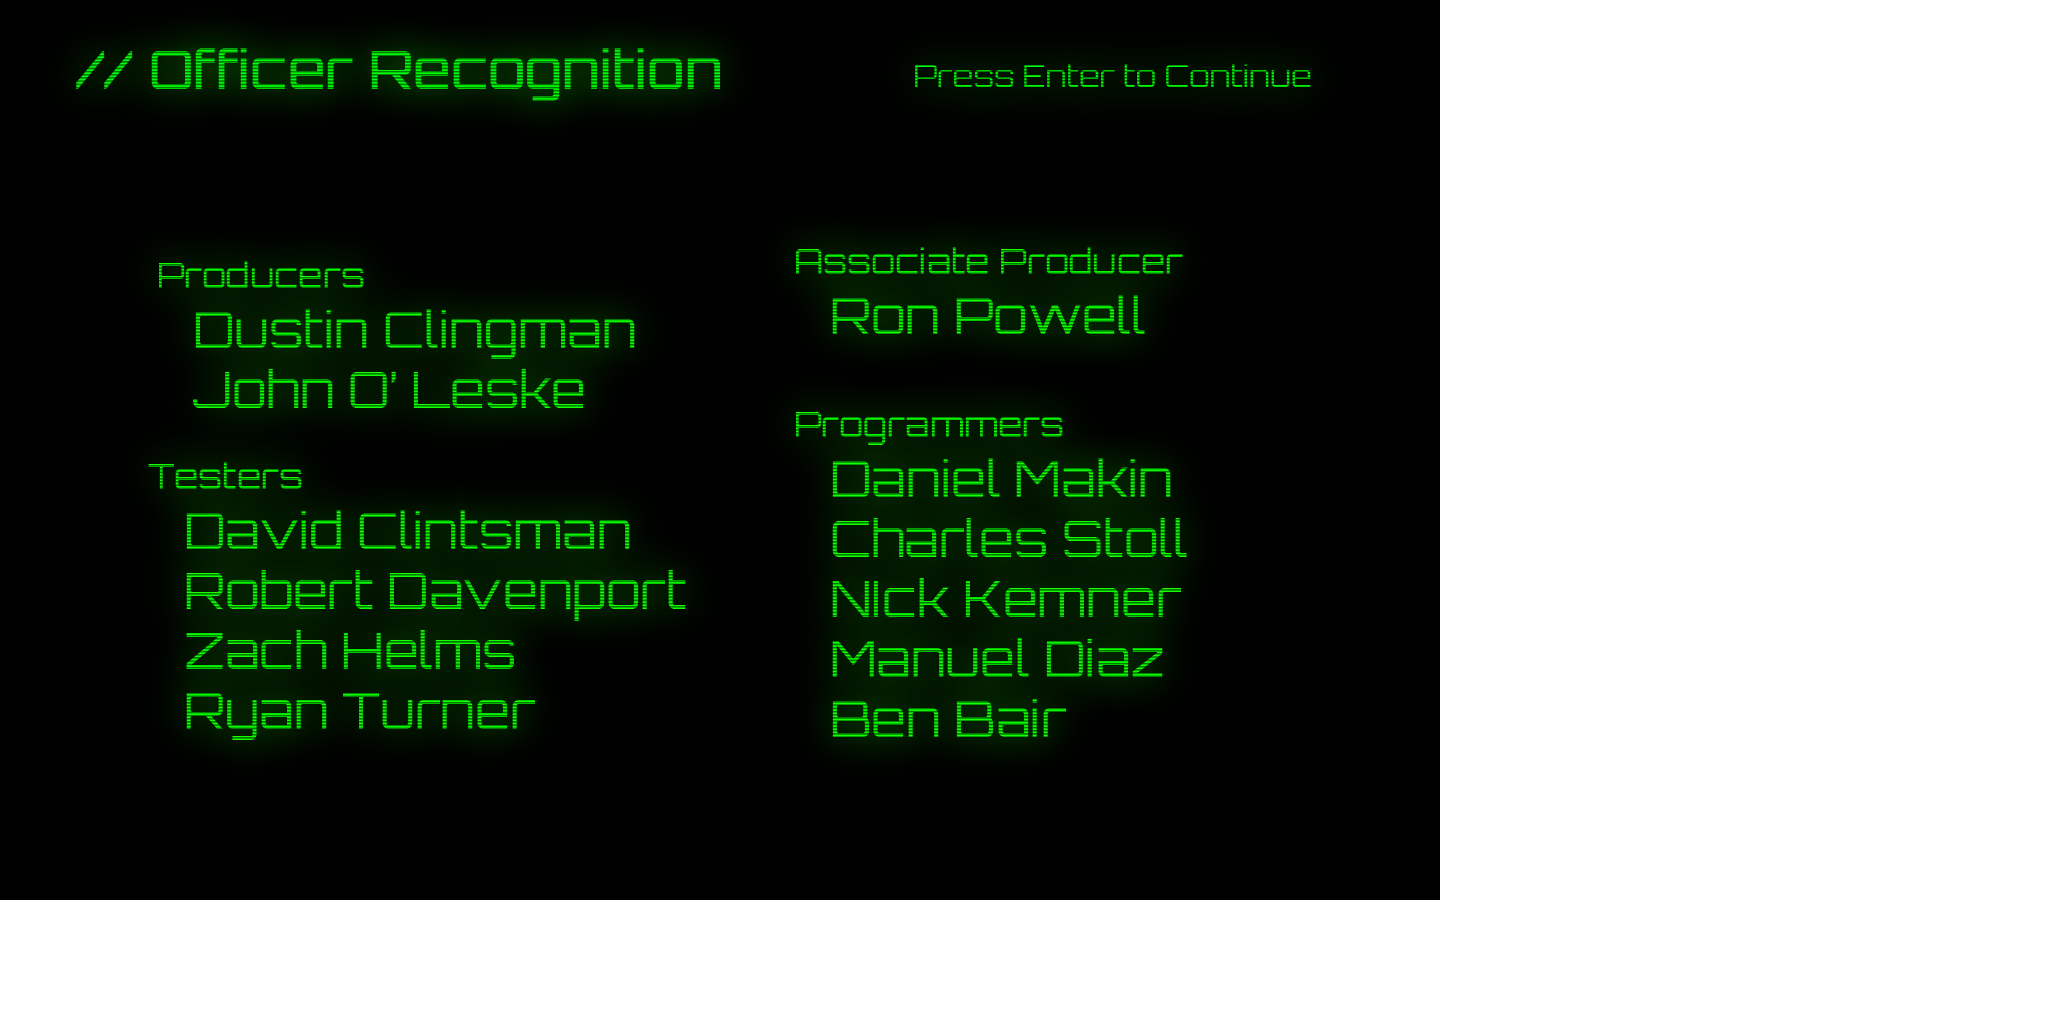 // Officer Recognition
Press Enter to Continue
Producers
Dustin Clingman
John O' Leske
Testers
David Clintsman
Robert Davenport
Zach Helms
Ryan Turner
Associate Producer
Ron Powell
Programmers
Daniel Makin
Charles Stoll
NIck Kemner
Manuel Diaz
Ben Bair